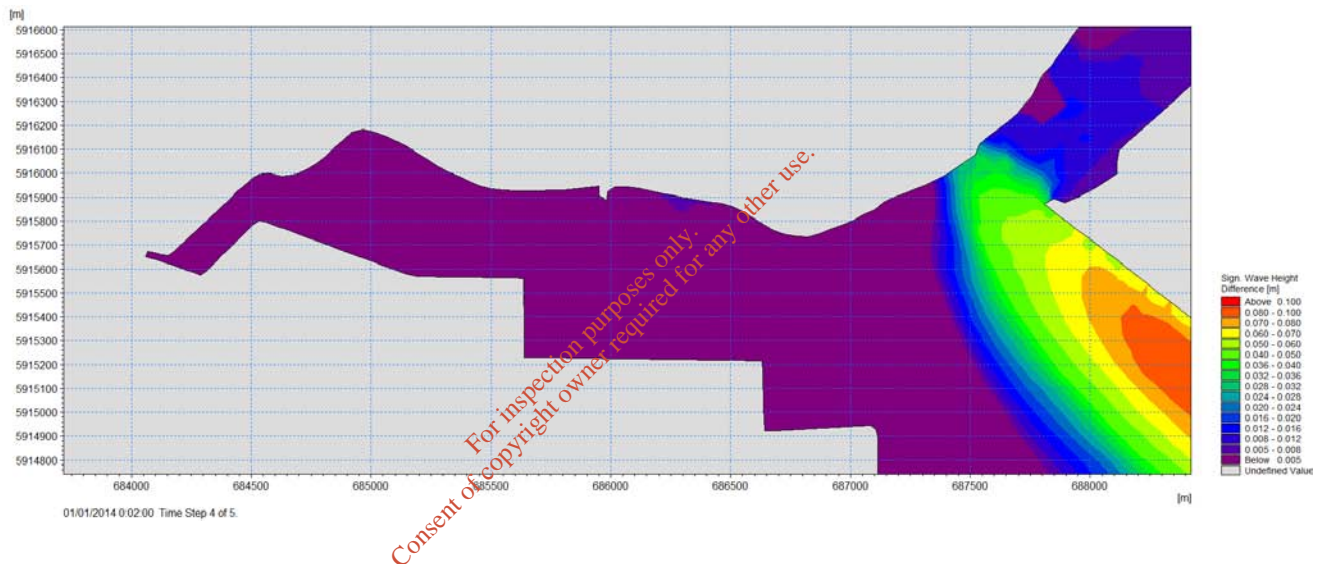 [m]
5916600
5916500
5916400
5916300
5916200
5916100
5916000
5915900
5915800
5915700
5915600
5915500
5915400
5915300
5915200
5915100
5915000
5914900
5914800
684000 684500 685000 685500 686000 686500 687000 687500 688000
[m]
01/01/2014 0:02:00 Time Step 4 of 5.
Sign. Wave Height
Difference [m]
Above 0.100
0.080 - 0.100
0.070 - 0.080
0.060 - 0.070
0.050 - 0.060
0.040 - 0.050
0.036 - 0.040
0.032 - 0.036
0.028 - 0.032
0.024 - 0.028
0.020 - 0.024
0.016 - 0.020
0.012 - 0.016
0.008 - 0.012
0.005 - 0.008
Below 0.005
Undefined Value
For inspection purposes only.
Consent of copyright owner required for any other use.